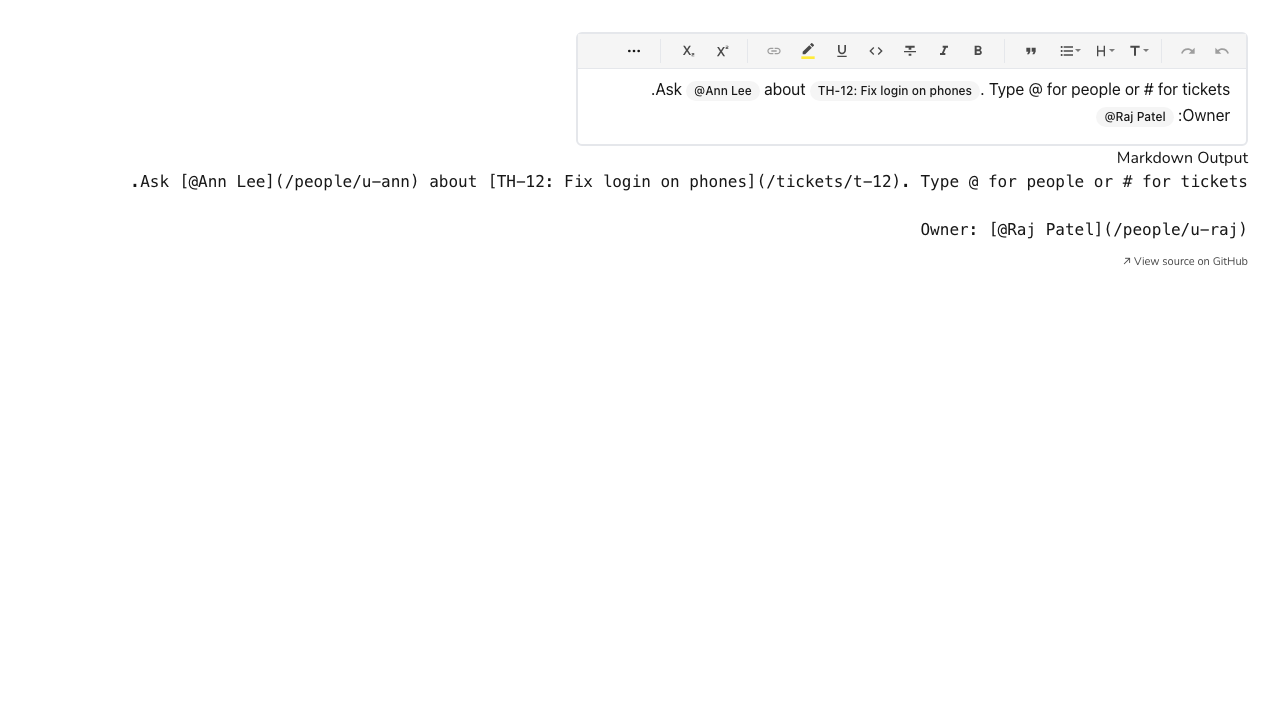 Ask @Ann Lee about TH-12: Fix login on phones. Type @ for people or # for tickets.
Owner: @Raj Patel
Markdown Output
Ask [@Ann Lee](/people/u-ann) about [TH-12: Fix login on phones](/tickets/t-12). Type @ for people or # for tickets.
Owner: [@Raj Patel](/people/u-raj)
↗ View source on GitHub